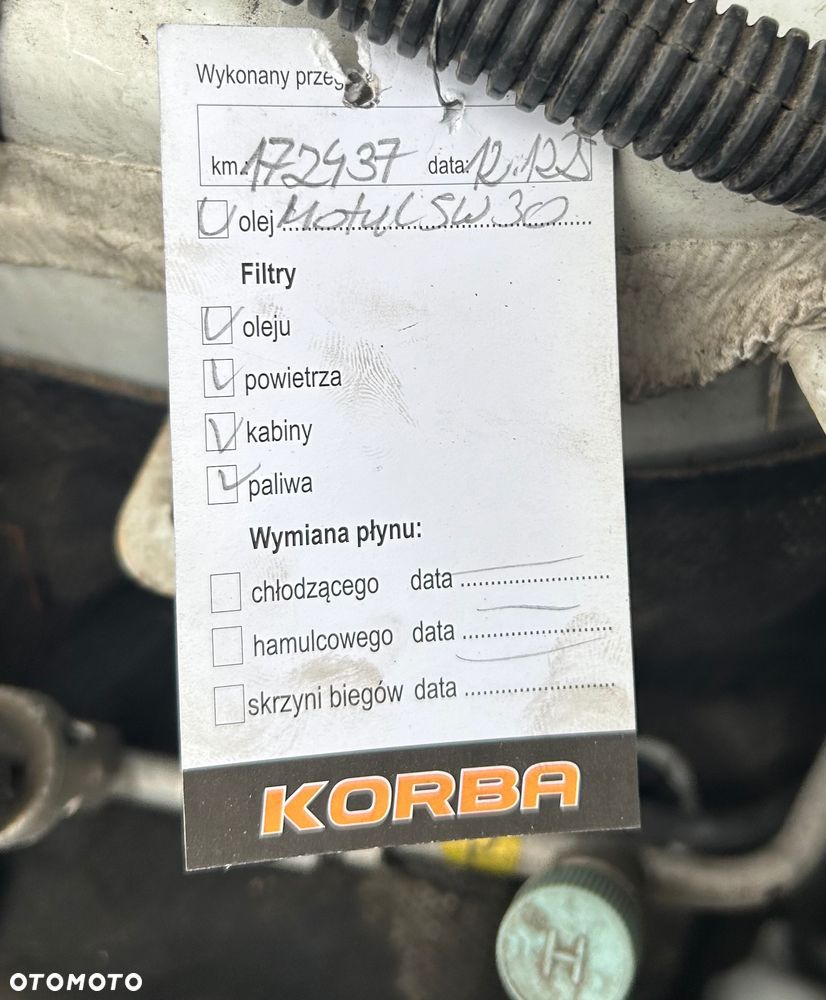 Wykonany przeg
km.: 172437 data: 12.12.25
olej Motul 5W30
Filtry
oleju
powietrza
kabiny
paliwa
Wymiana płynu:
chłodzącego data
hamulcowego data
skrzyni biegów data
KORBA
H
OTOMOTO